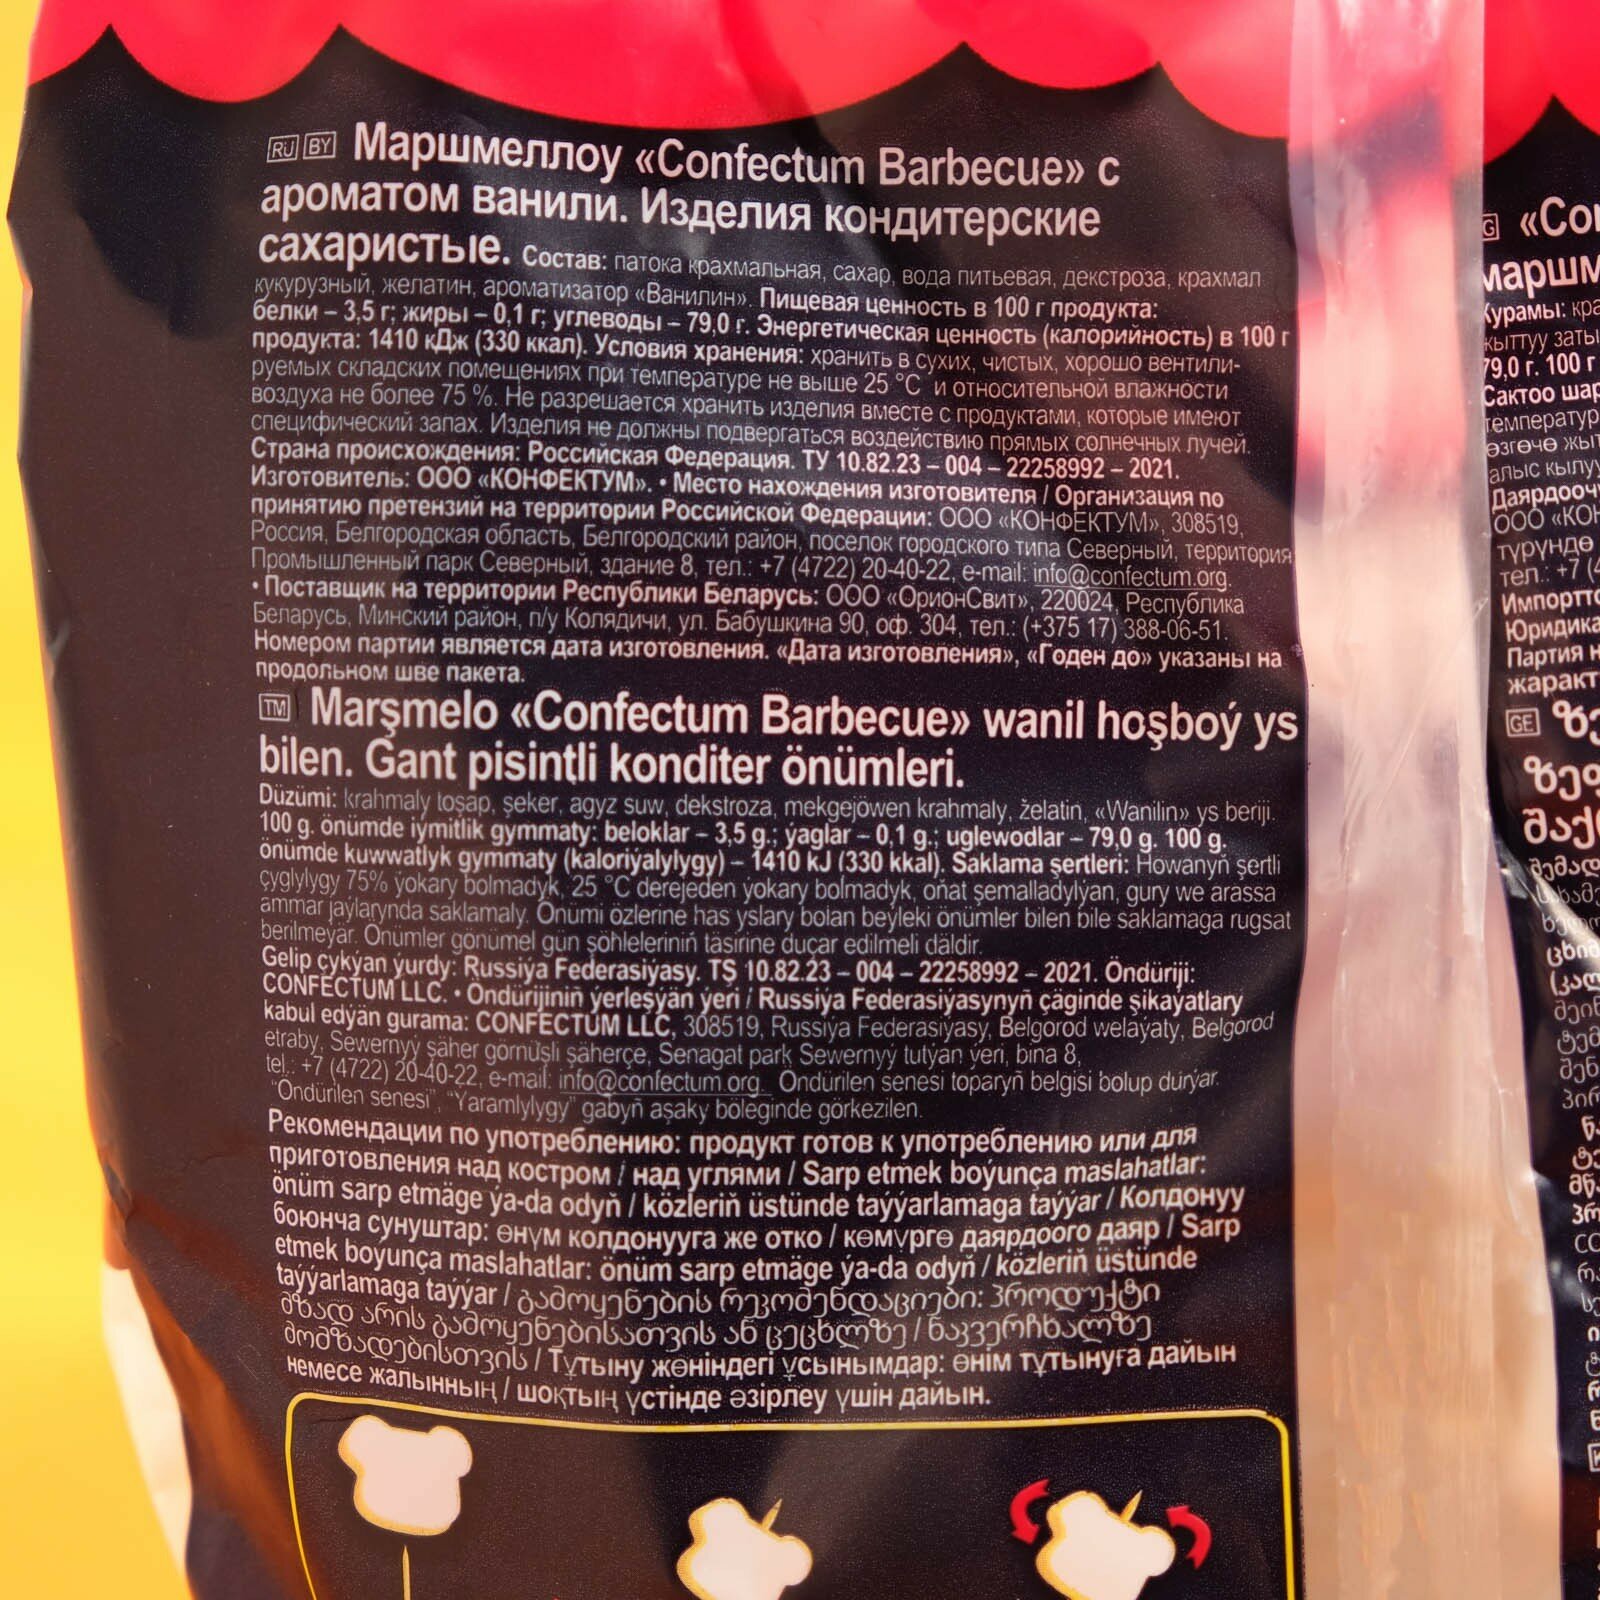 RU BY Маршмеллоу «Confectum Barbecue» с
ароматом ванили. Изделия кондитерские
сахаристые. Состав: патока крахмальная, сахар, вода питьевая, декстроза, крахмал
кукурузный, желатин, ароматизатор «Ванилин». Пищевая ценность в 100 г продукта:
белки – 3,5 г; жиры – 0,1 г; углеводы – 79,0 г. Энергетическая ценность (калорийность) в 100 г
продукта: 1410 кДж (330 ккал). Условия хранения: хранить в сухих, чистых, хорошо вентили-
руемых складских помещениях при температуре не выше 25 °C и относительной влажности
воздуха не более 75 %. Не разрешается хранить изделия вместе с продуктами, которые имеют
специфический запах. Изделия не должны подвергаться воздействию прямых солнечных лучей.
Страна происхождения: Российская Федерация. ТУ 10.82.23 – 004 – 22258992 – 2021.
Изготовитель: ООО «КОНФЕКТУМ». • Место нахождения изготовителя / Организация по
принятию претензий на территории Российской Федерации: ООО «КОНФЕКТУМ», 308519,
Россия, Белгородская область, Белгородский район, поселок городского типа Северный, территория
Промышленный парк Северный, здание 8, тел.: +7 (4722) 20-40-22, e-mail: info@confectum.org.
• Поставщик на территории Республики Беларусь: ООО «ОрионСвит», 220024, Республика
Беларусь, Минский район, п/у Колядичи, ул. Бабушкина 90, оф. 304, тел.: (+375 17) 388-06-51.
Номером партии является дата изготовления. «Дата изготовления», «Годен до» указаны на
продольном шве пакета.
TM Marşmelo «Confectum Barbecue» wanil hoşboý ys
bilen. Gant pisintli konditer önümleri.
Düzümi: krahmaly toşap, şeker, agyz suw, dekstroza, mekgejöwen krahmaly, želatin, «Wanilin» ys beriji.
100 g. önümde iýmitlik gymmaty: beloklar – 3,5 g.; ýaglar – 0,1 g.; uglewodlar – 79,0 g. 100 g.
önümde kuwwatlyk gymmaty (kaloriýalylygy) – 1410 kJ (330 kkal). Saklama şertleri: Howanyň şertli
çyglylygy 75% ýokary bolmadyk, 25 °C derejeden ýokary bolmadyk, oňat şemalladylýan, gury we arassa
ammar jaýlarynda saklamaly. Önümi özlerine has yslary bolan beýleki önümler bilen bile saklamaga rugsat
berilmeýär. Önümler gönümel gün şöhleleriniň täsirine duçar edilmeli däldir.
Gelip çykýan ýurdy: Russiýa Federasiýasy. TŞ 10.82.23 – 004 – 22258992 – 2021. Öndüriji:
CONFECTUM LLC. • Öndürijiniň ýerleşýän ýeri / Russiýa Federasiýasynyň çäginde şikaýatlary
kabul edýän gurama: CONFECTUM LLC, 308519, Russiýa Federasiýasy, Belgorod welaýaty, Belgorod
etraby, Sewernyý şäher görnüşli şäherçe, Senagat park Sewernyý tutýan ýeri, bina 8,
tel.: +7 (4722) 20-40-22, e-mail: info@confectum.org. Öndürilen senesi toparyň belgisi bolup durýar.
"Öndürilen senesi", "Ýaramlylygy" gabyň aşaky böleginde görkezilen.
Рекомендации по употреблению: продукт готов к употреблению или для
приготовления над костром / над углями / Sarp etmek boýunça maslahatlar:
önüm sarp etmäge ýa-da odyň / közleriň üstünde taýýarlamaga taýýar / Колдонуу
боюнча сунуштар: өнүм колдонууга же отко / көмүргө даярдоого даяр / Sarp
etmek boýunça maslahatlar: önüm sarp etmäge ýa-da odyň / közleriň üstünde
taýýarlamaga taýýar / გამოყენების რეკომენდაციები: პროდუქტი
მზად არის გამოყენებისათვის ან ცეცხლზე / ნაკვერჩხალზე
მომზადებისთვის / Тұтыну жөніндегі ұсынымдар: өнім тұтынуға дайын
немесе жалынның / шоқтың үстінде әзірлеу үшін дайын.
«Co
маршм
Курамы:
79,0 г. 100 г
Сактоо
ООО
түрүндө
тел.: +7
Партия
GE